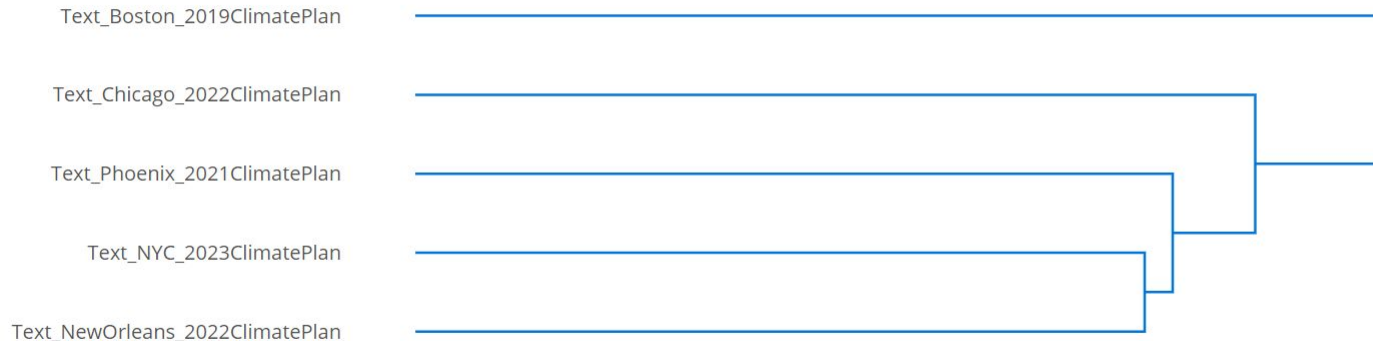 Text_Boston_2019ClimatePlan
Text_Chicago_2022ClimatePlan
Text_Phoenix_2021ClimatePlan
Text_NYC_2023ClimatePlan
Text_NewOrleans_2022ClimatePlan